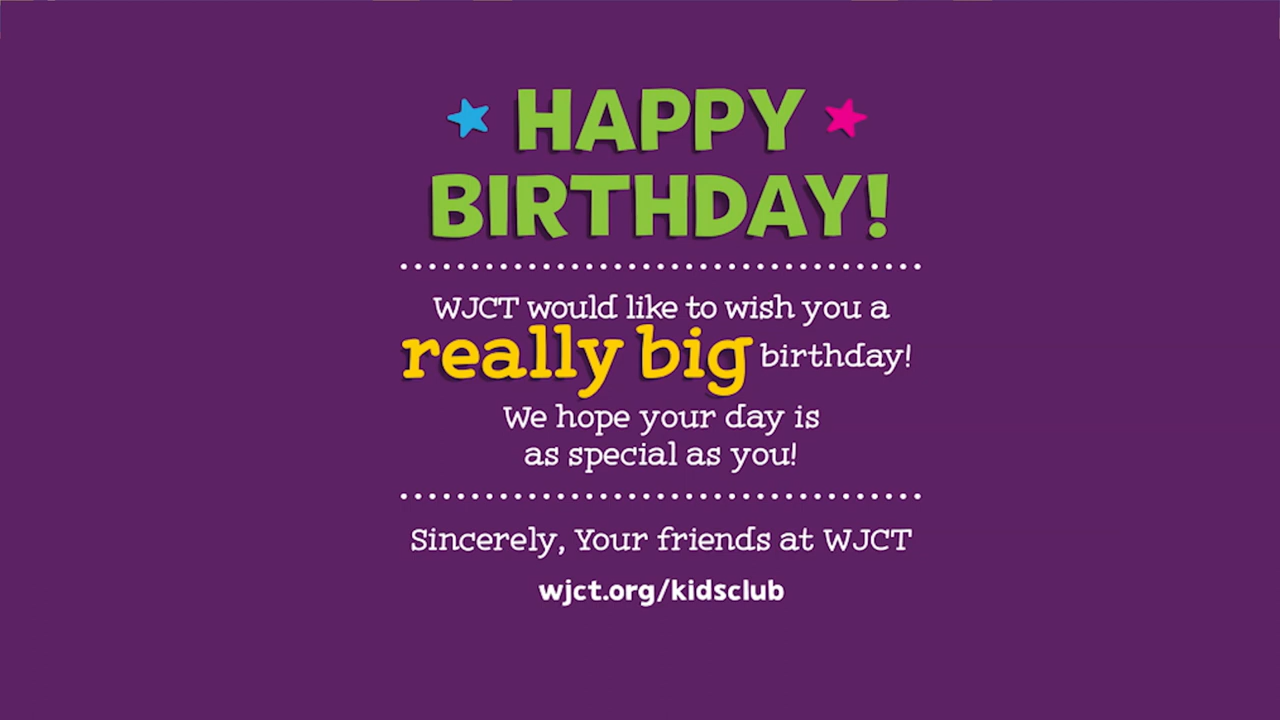 HAPPY
BIRTHDAY!
WJCT would like to wish you a
really big birthday!
We hope your day is
as special as you!
Sincerely, Your friends at WJCT
wjct.org/kidsclub